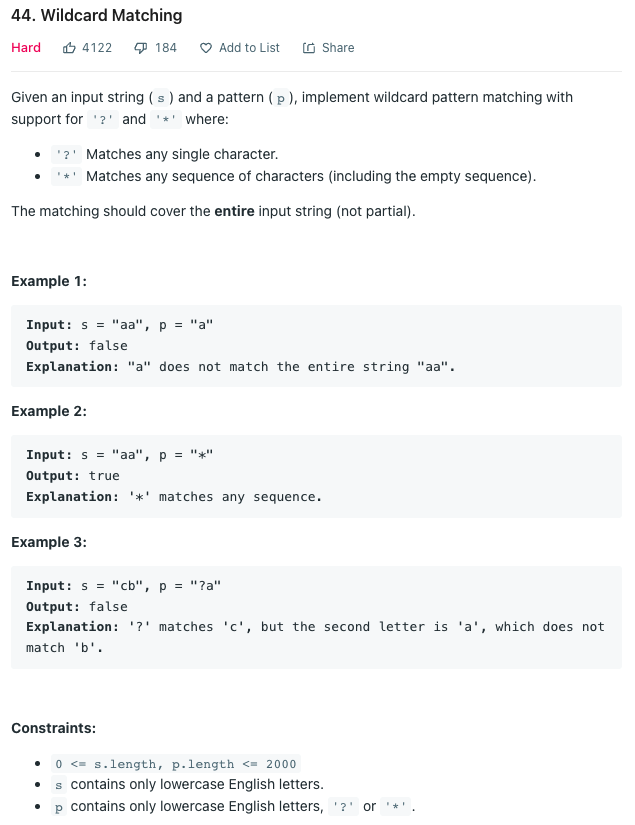 44. Wildcard Matching
Hard 4122 184 Add to List Share
Given an input string ( s ) and a pattern ( p ), implement wildcard pattern matching with
support for '?' and '*' where:
• '?' Matches any single character.
• '*' Matches any sequence of characters (including the empty sequence).
The matching should cover the entire input string (not partial).
Example 1:
Input: s = "aa", p = "a"
Output: false
Explanation: "a" does not match the entire string "aa".
Example 2:
Input: s = "aa", p = "*"
Output: true
Explanation: '*' matches any sequence.
Example 3:
Input: s = "cb", p = "?a"
Output: false
Explanation: '?' matches 'c', but the second letter is 'a', which does not
match 'b'.
Constraints:
• 0 <= s.length, p.length <= 2000
• s contains only lowercase English letters.
• p contains only lowercase English letters, '?' or '*'.